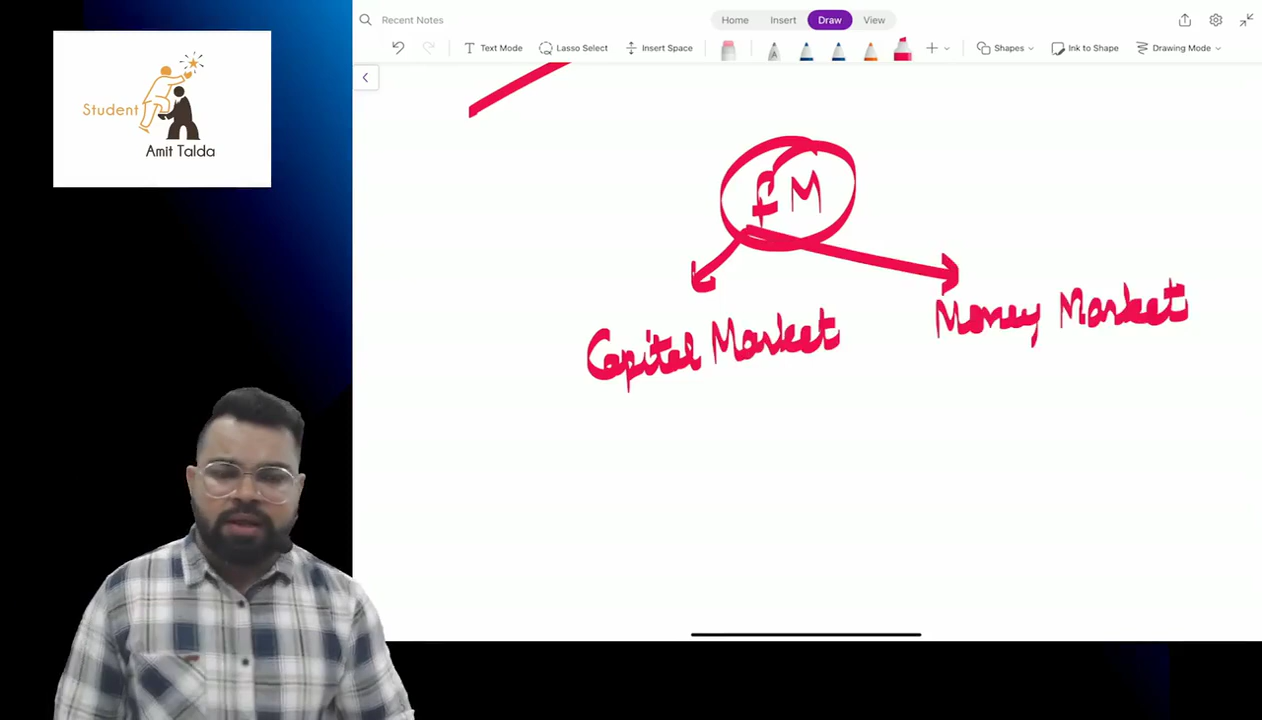 Student
Amit Talda
Recent Notes
Home Insert Draw View
Text Mode Lasso Select Insert Space Shapes Ink to Shape Drawing Mode
FM
Capital Market
Money Market